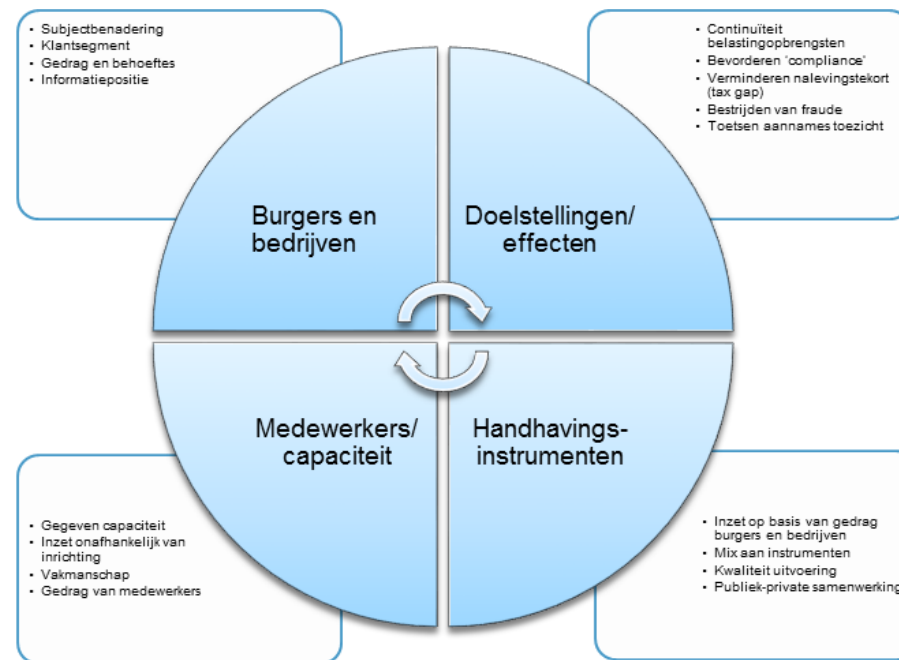 • Subjectbenadering
• Klantsegment
• Gedrag en behoeftes
• Informatiepositie
• Continuïteit
belastingopbrengsten
• Bevorderen ‘compliance’
• Verminderen nalevingstekort
(tax gap)
• Bestrijden van fraude
• Toetsen aannames toezicht
Burgers en
bedrijven
Doelstellingen/
effecten
Medewerkers/
capaciteit
Handhavings-
instrumenten
• Gegeven capaciteit
• Inzet onafhankelijk van
inrichting
• Vakmanschap
• Gedrag van medewerkers
• Inzet op basis van gedrag
burgers en bedrijven
• Mix aan instrumenten
• Kwaliteit uitvoering
• Publiek-private samenwerking